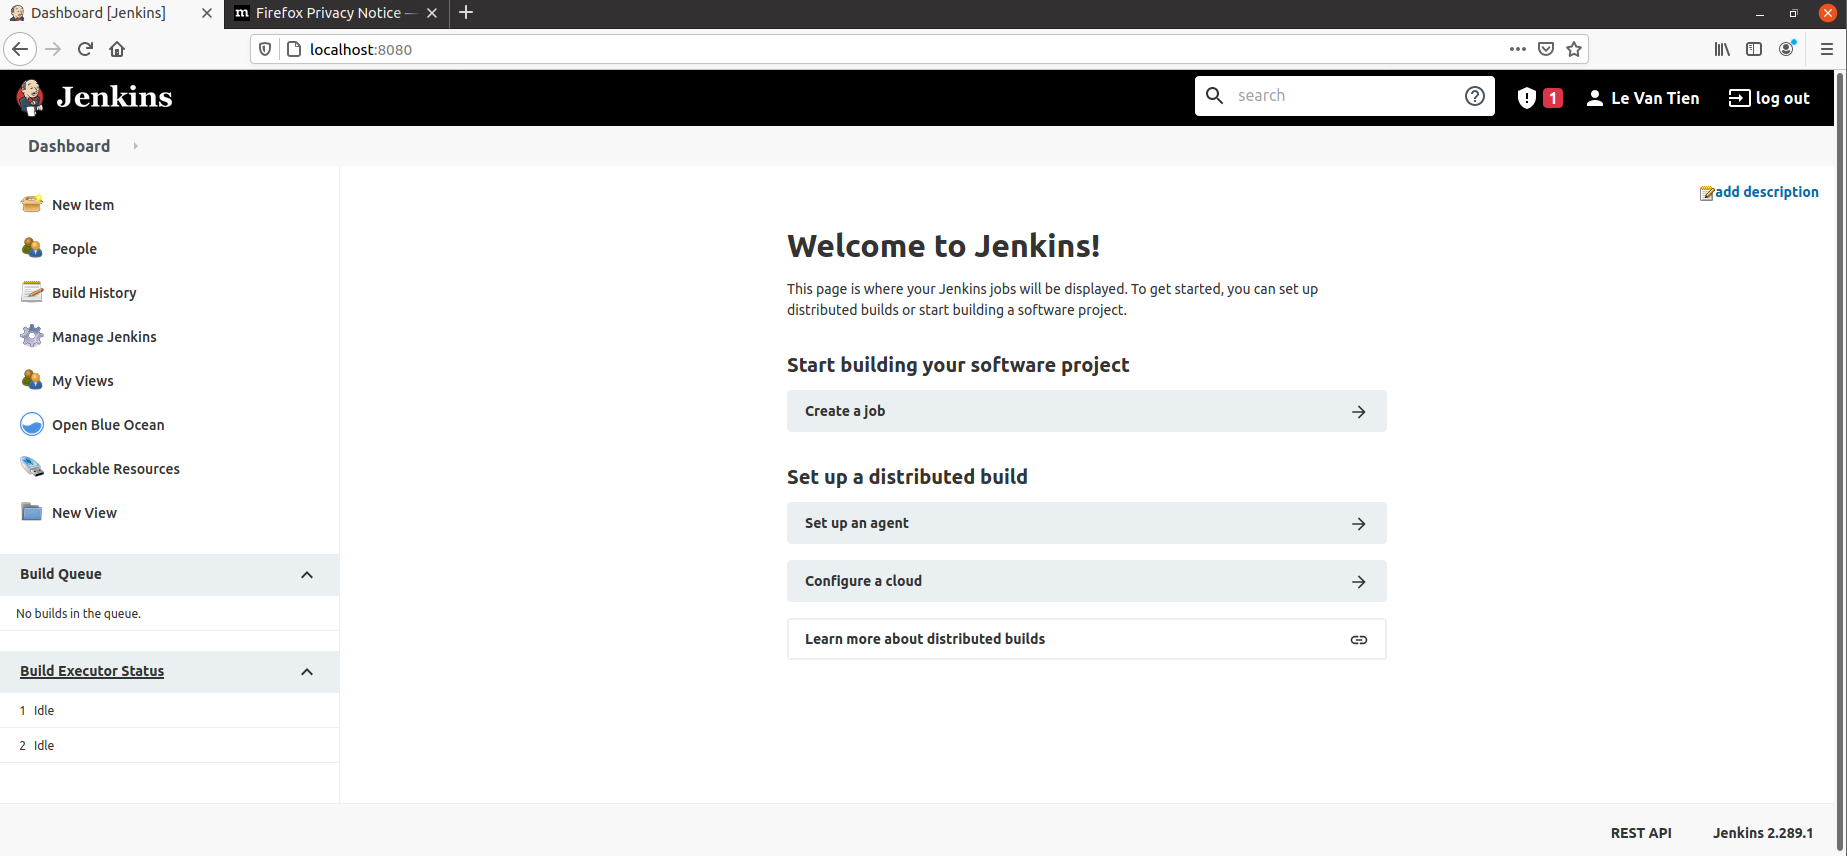 Dashboard [Jenkins]
Firefox Privacy Notice —
localhost:8080
Jenkins
search
1
Le Van Tien
log out
Dashboard
add description
New Item
People
Build History
Manage Jenkins
My Views
Open Blue Ocean
Lockable Resources
New View
Build Queue
No builds in the queue.
Build Executor Status
1 Idle
2 Idle
Welcome to Jenkins!
This page is where your Jenkins jobs will be displayed. To get started, you can set up
distributed builds or start building a software project.
Start building your software project
Create a job
Set up a distributed build
Set up an agent
Configure a cloud
Learn more about distributed builds
REST API
Jenkins 2.289.1